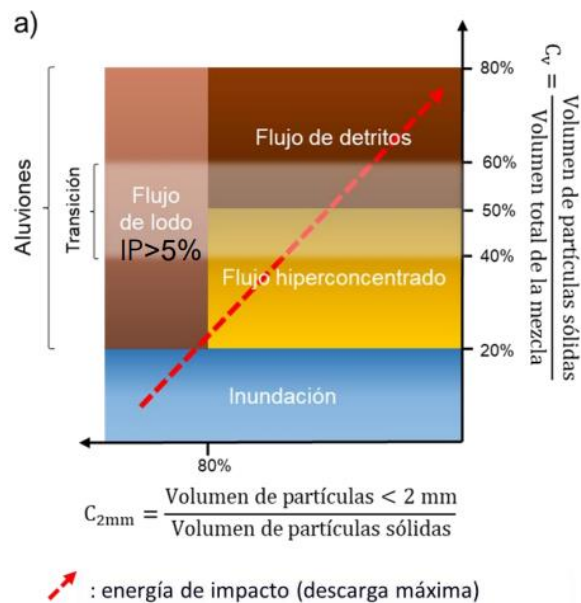 a)
Aluviones
Transición
Flujo de detritos
Flujo
de lodo
IP>5%
Flujo hiperconcentrado
Inundación
80%
60%
50%
40%
20%
C_v = Volumen de partículas sólidas / Volumen total de la mezcla
80%
C_2mm = Volumen de partículas < 2 mm / Volumen de partículas sólidas
: energía de impacto (descarga máxima)